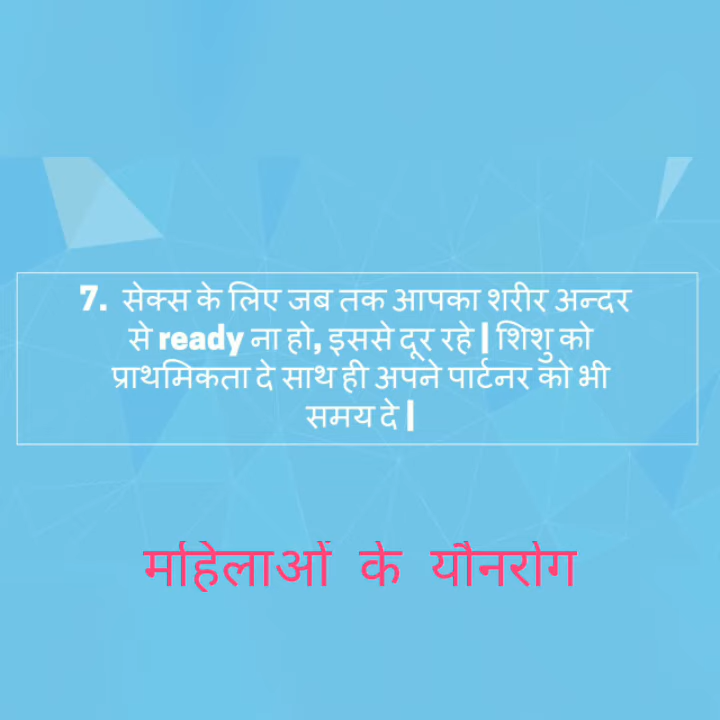 7. सेक्स के लिए जब तक आपका शरीर अन्दर
से ready ना हो, इससे दूर रहे | शिशु को
प्राथमिकता दे साथ ही अपने पार्टनर को भी
समय दे |
महिलाओं के यौनरोग